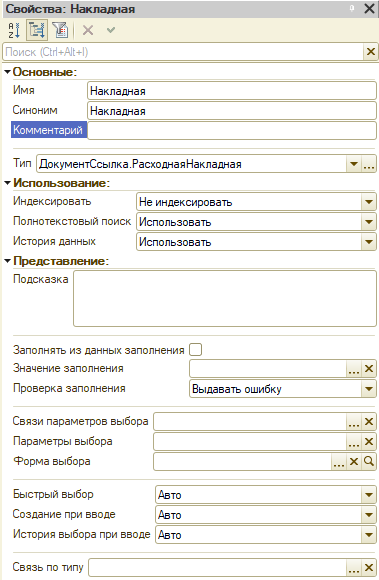 Свойства: Накладная
Поиск (Ctrl+Alt+I)
Основные:
Имя Накладная
Синоним Накладная
Комментарий
Тип ДокументСсылка.РасходнаяНакладная
Использование:
Индексировать Не индексировать
Полнотекстовый поиск Использовать
История данных Использовать
Представление:
Подсказка
Заполнять из данных заполнения
Значение заполнения
Проверка заполнения Выдавать ошибку
Связи параметров выбора
Параметры выбора
Форма выбора
Быстрый выбор Авто
Создание при вводе Авто
История выбора при вводе Авто
Связь по типу